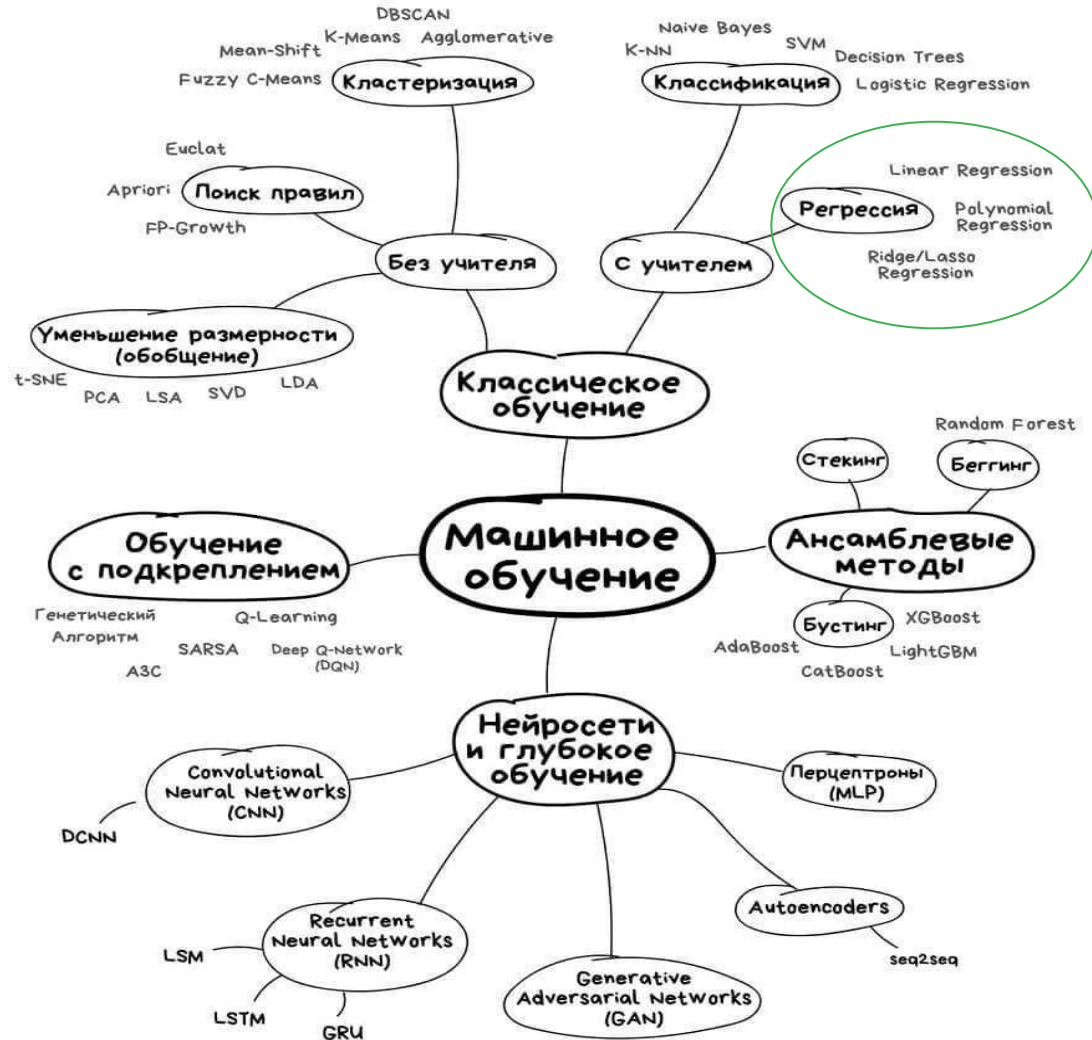 DBSCAN
K-Means
Agglomerative
Mean-Shift
Fuzzy C-Means
Кластеризация
Naive Bayes
K-NN
SVM
Decision Trees
Классификация
Logistic Regression
Euclat
Apriori
Поиск правил
FP-Growth
Linear Regression
Регрессия
Polynomial
Regression
Ridge/Lasso
Regression
Без учителя
С учителем
Уменьшение размерности
(обобщение)
t-SNE
PCA
LSA
SVD
LDA
Классическое
обучение
Random Forest
Стекинг
Беггинг
Машинное
обучение
Обучение
с подкреплением
Генетический
Алгоритм
Q-Learning
SARSA
Deep Q-Network
(DQN)
A3C
Ансамблевые
методы
Бустинг
XGBoost
AdaBoost
LightGBM
CatBoost
Нейросети
и глубокое
обучение
Convolutional
Neural Networks
(CNN)
DCNN
Перцептроны
(MLP)
Autoencoders
seq2seq
Recurrent
Neural Networks
(RNN)
LSM
LSTM
GRU
Generative
Adversarial Networks
(GAN)